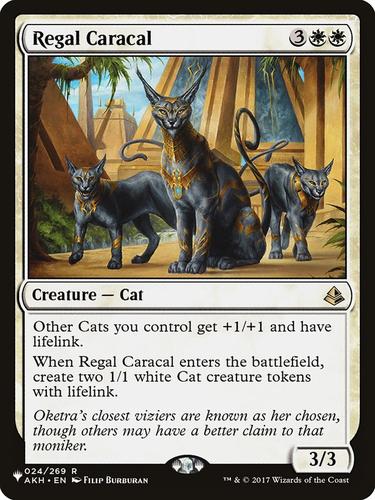 Regal Caracal 3
Creature — Cat
Other Cats you control get +1/+1 and have
lifelink.
When Regal Caracal enters the battlefield,
create two 1/1 white Cat creature tokens
with lifelink.
Oketra's closest viziers are known as her chosen,
though others may have a better claim to that
moniker.
3/3
024/269 R
AKH • EN Filip Burburan
™ & © 2017 Wizards of the Coast